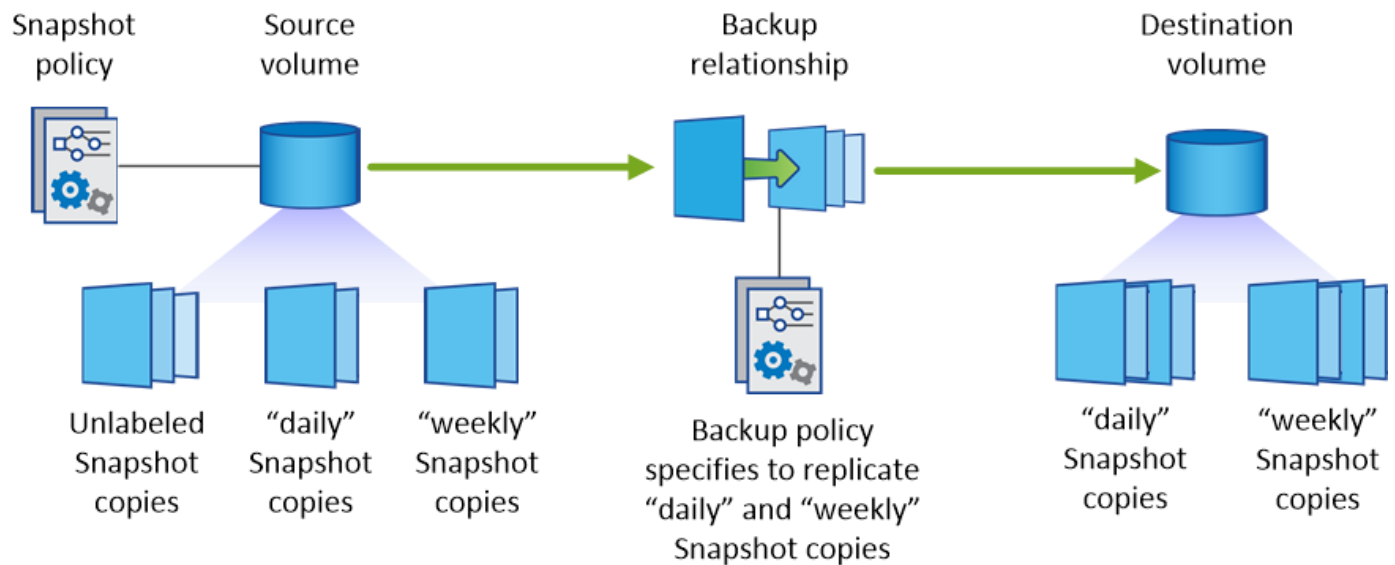 Snapshot
policy
Source
volume
Backup
relationship
Destination
volume
Unlabeled
Snapshot
copies
“daily”
Snapshot
copies
“weekly”
Snapshot
copies
Backup policy
specifies to replicate
“daily” and “weekly”
Snapshot copies
“daily”
Snapshot
copies
“weekly”
Snapshot
copies